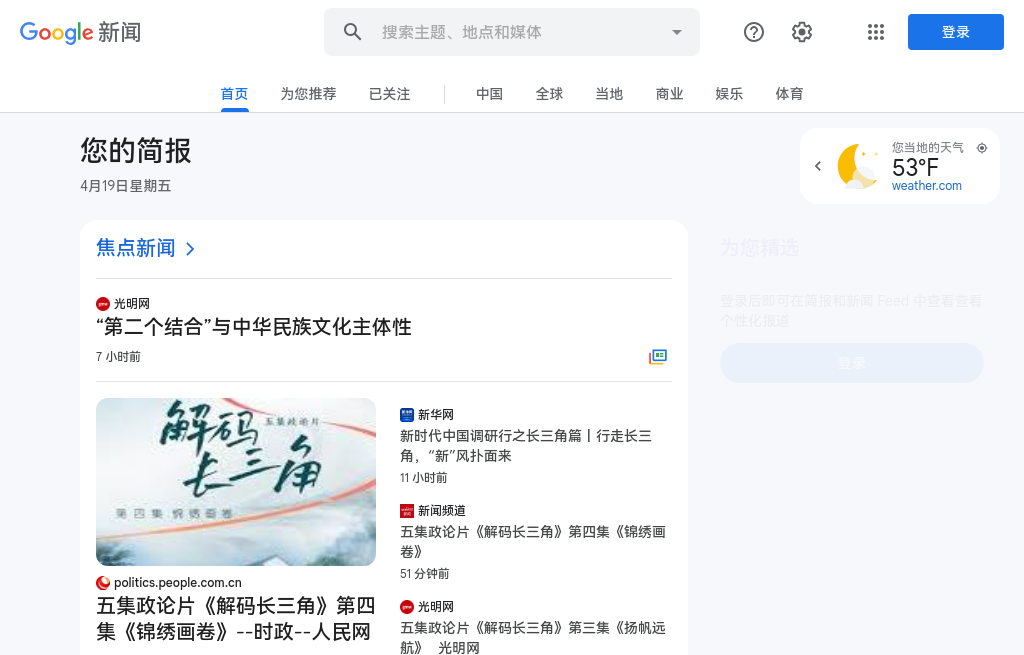 Google 新闻
搜索主题、地点和媒体
登录
首页
为您推荐
已关注
中国
全球
当地
商业
娱乐
体育
您的简报
4月19日星期五
您当地的天气
53°F
weather.com
焦点新闻
光明网
“第二个结合”与中华民族文化主体性
7 小时前
解码
长三角
五集政论片
第四集 锦绣画卷
politics.people.com.cn
五集政论片《解码长三角》第四
集《锦绣画卷》--时政--人民网
新华网
新时代中国调研行之长三角篇丨行走长三
角，“新”风扑面来
11 小时前
新闻频道
五集政论片《解码长三角》第四集《锦绣画
卷》
51 分钟前
光明网
五集政论片《解码长三角》第三集《扬帆远
航》 _光明网
为您精选
登录后即可在简报和新闻 Feed 中查看查看
个性化报道
登录